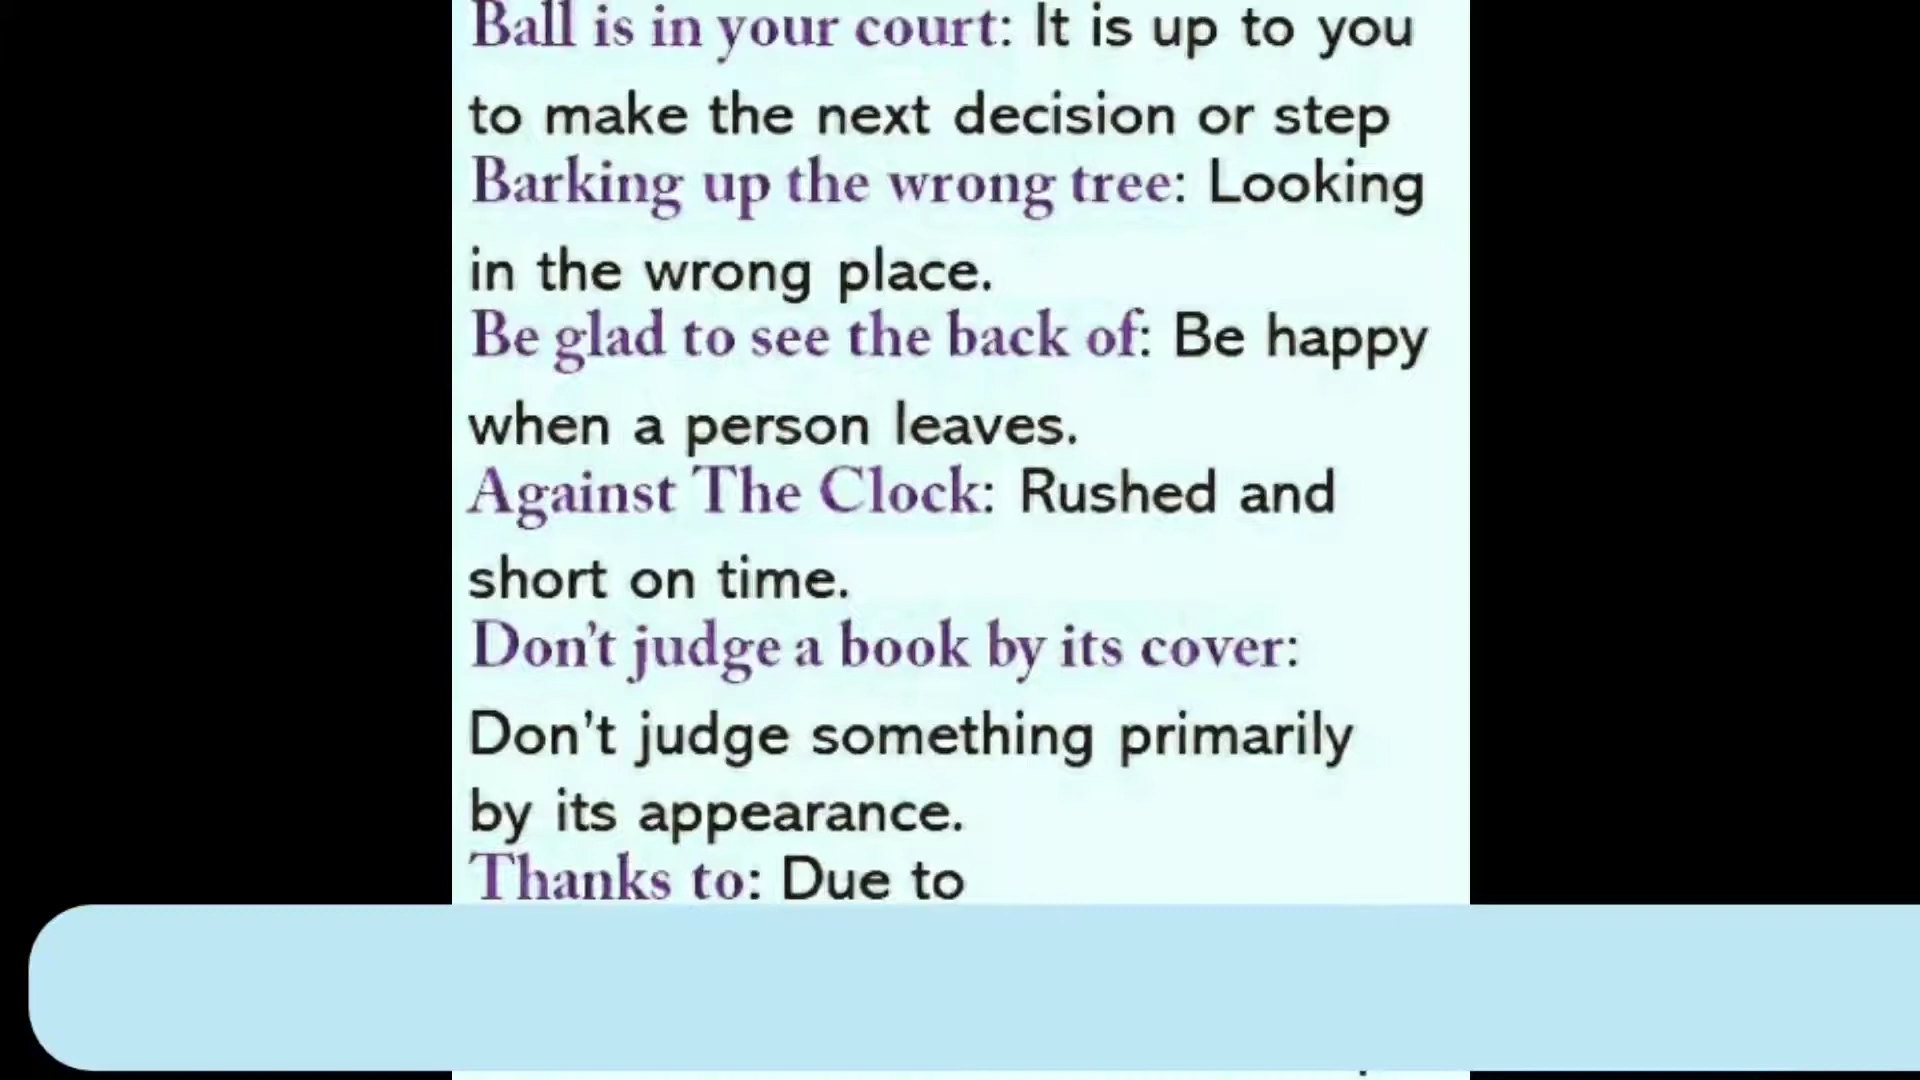 Ball is in your court: It is up to you
to make the next decision or step
Barking up the wrong tree: Looking
in the wrong place.
Be glad to see the back of: Be happy
when a person leaves.
Against The Clock: Rushed and
short on time.
Don't judge a book by its cover:
Don't judge something primarily
by its appearance.
Thanks to: Due to